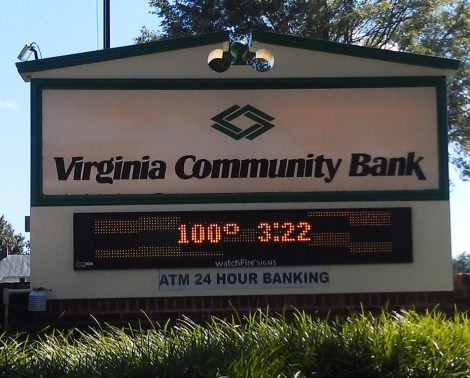 Virginia Community Bank
100° 3:22
watchFire SIGNS
ATM 24 HOUR BANKING